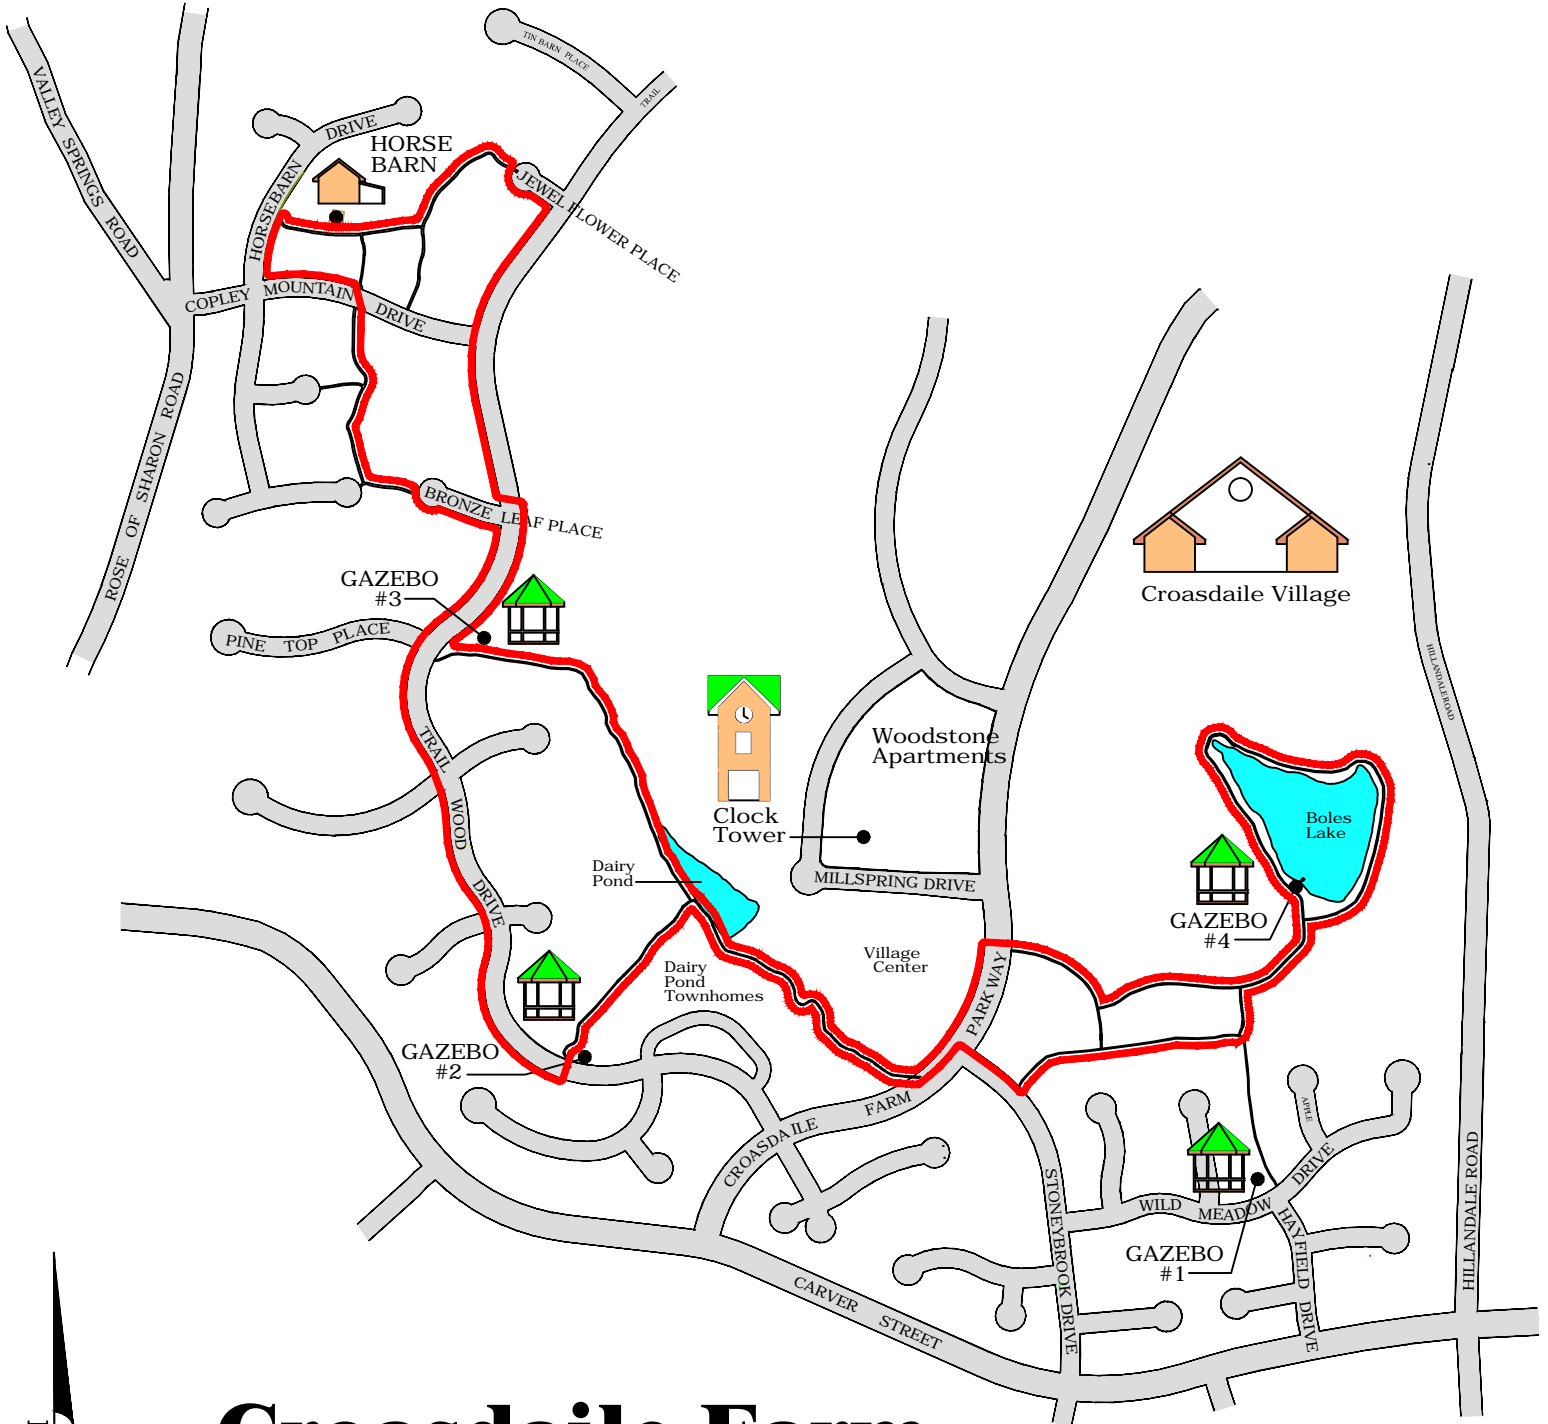 TIN BARN PLACE
TRAIL
VALLEY SPRINGS ROAD
DRIVE
HORSE
BARN
HORSEBARN
JEWEL FLOWER PLACE
COPLEY MOUNTAIN DRIVE
ROSE OF SHARON ROAD
BRONZE LEAF PLACE
GAZEBO
#3
PINE TOP PLACE
Croasdaile Village
HILLANDALE ROAD
TRAIL WOOD DRIVE
Woodstone
Apartments
Clock
Tower
Boles
Lake
Dairy
Pond
MILLSPRING DRIVE
GAZEBO
#4
Village
Center
Dairy
Pond
Townhomes
PARKWAY
GAZEBO
#2
FARM
CROASDAILE
APPLE
DRIVE
WILD MEADOW
STONEYBROOK DRIVE
HAYFIELD DRIVE
GAZEBO
#1
HILLANDALE ROAD
CARVER STREET
Croasdaile Farm